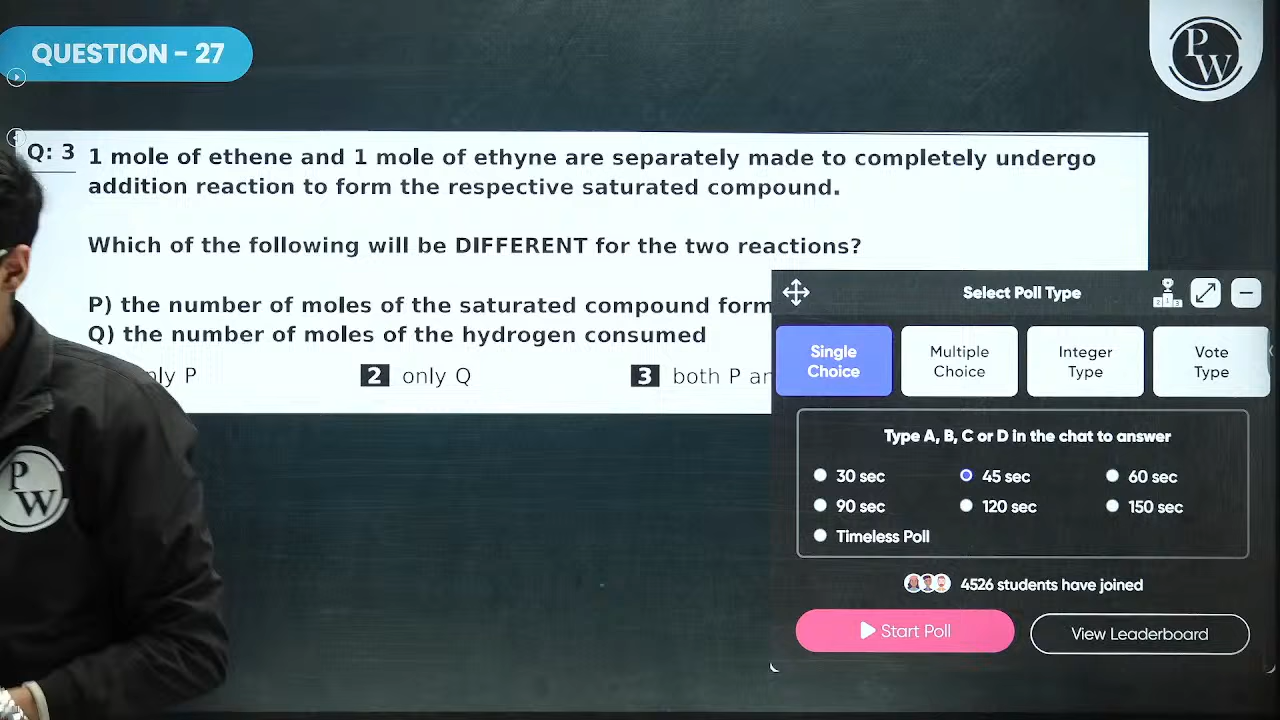 QUESTION - 27
PW
Q: 3 1 mole of ethene and 1 mole of ethyne are separately made to completely undergo
addition reaction to form the respective saturated compound.
Which of the following will be DIFFERENT for the two reactions?
P) the number of moles of the saturated compound form
Q) the number of moles of the hydrogen consumed
nly P
2 only Q
3 both P an
Select Poll Type
Single
Choice
Multiple
Choice
Integer
Type
Vote
Type
Type A, B, C or D in the chat to answer
30 sec
45 sec
60 sec
90 sec
120 sec
150 sec
Timeless Poll
4526 students have joined
Start Poll
View Leaderboard
PW